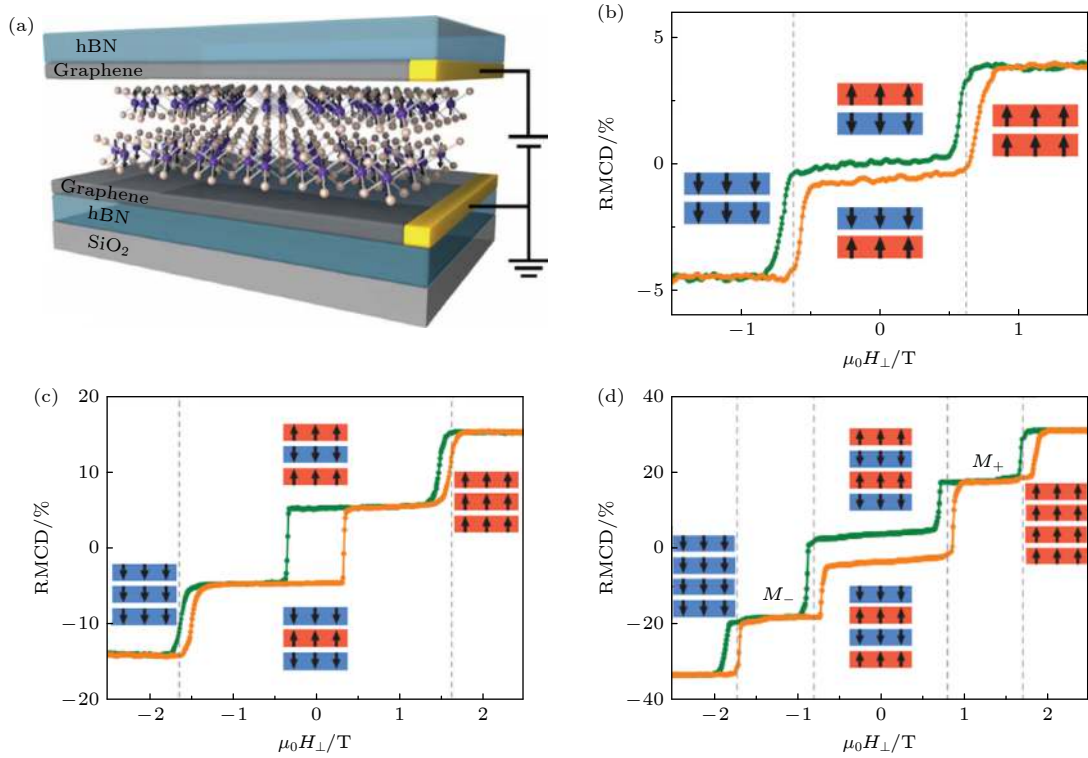 (a)
hBN
Graphene
Graphene
hBN
SiO₂
(b)
5
0
−5
RMCD/%
−1
0
1
μ₀H⊥/T
(c)
20
10
0
−10
−20
RMCD/%
−2
−1
0
1
2
μ₀H⊥/T
(d)
40
20
0
−20
−40
RMCD/%
M₊
M₋
−2
−1
0
1
2
μ₀H⊥/T